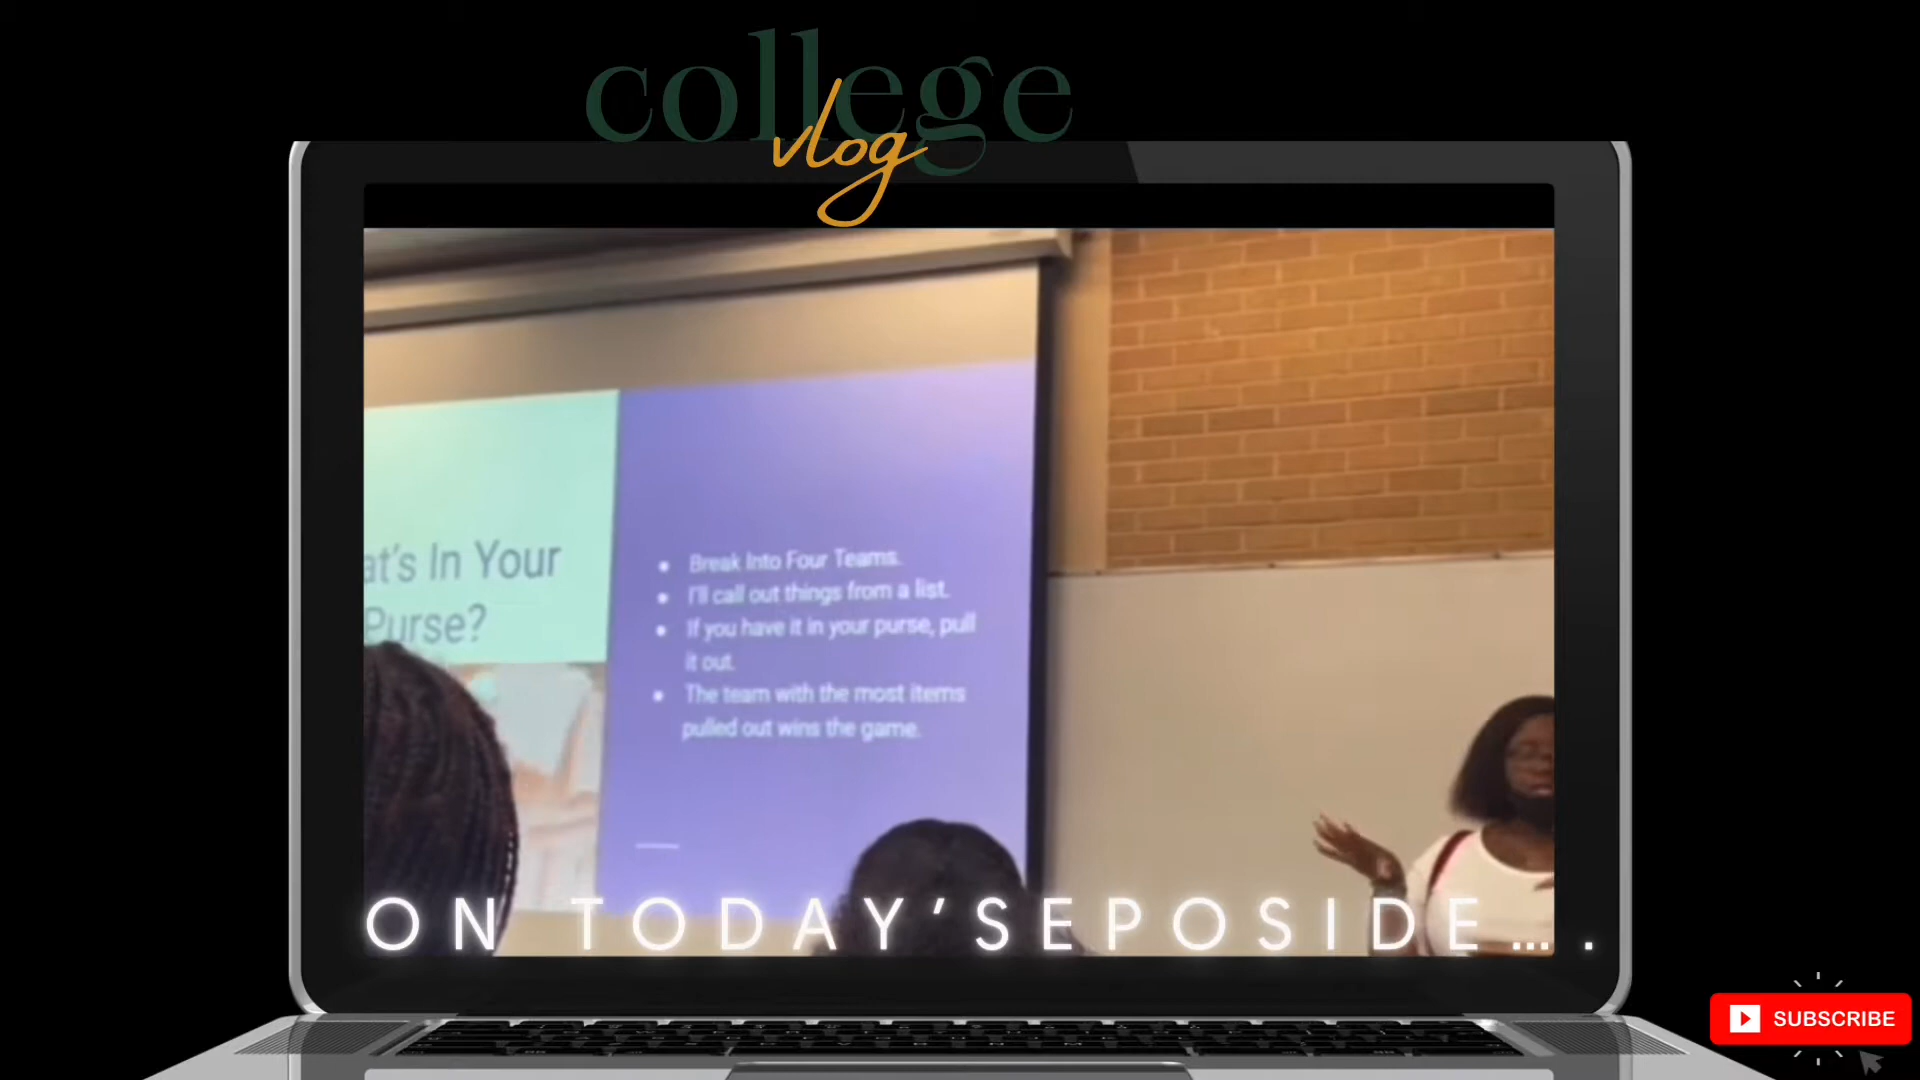 college
vlog
at's In Your
Purse?
Break Into Four Teams.
I'll call out things from a list.
If you have it in your purse, pull
it out.
The team with the most items
pulled out wins the game.
ON TODAY'SEPOSIDE... .
SUBSCRIBE